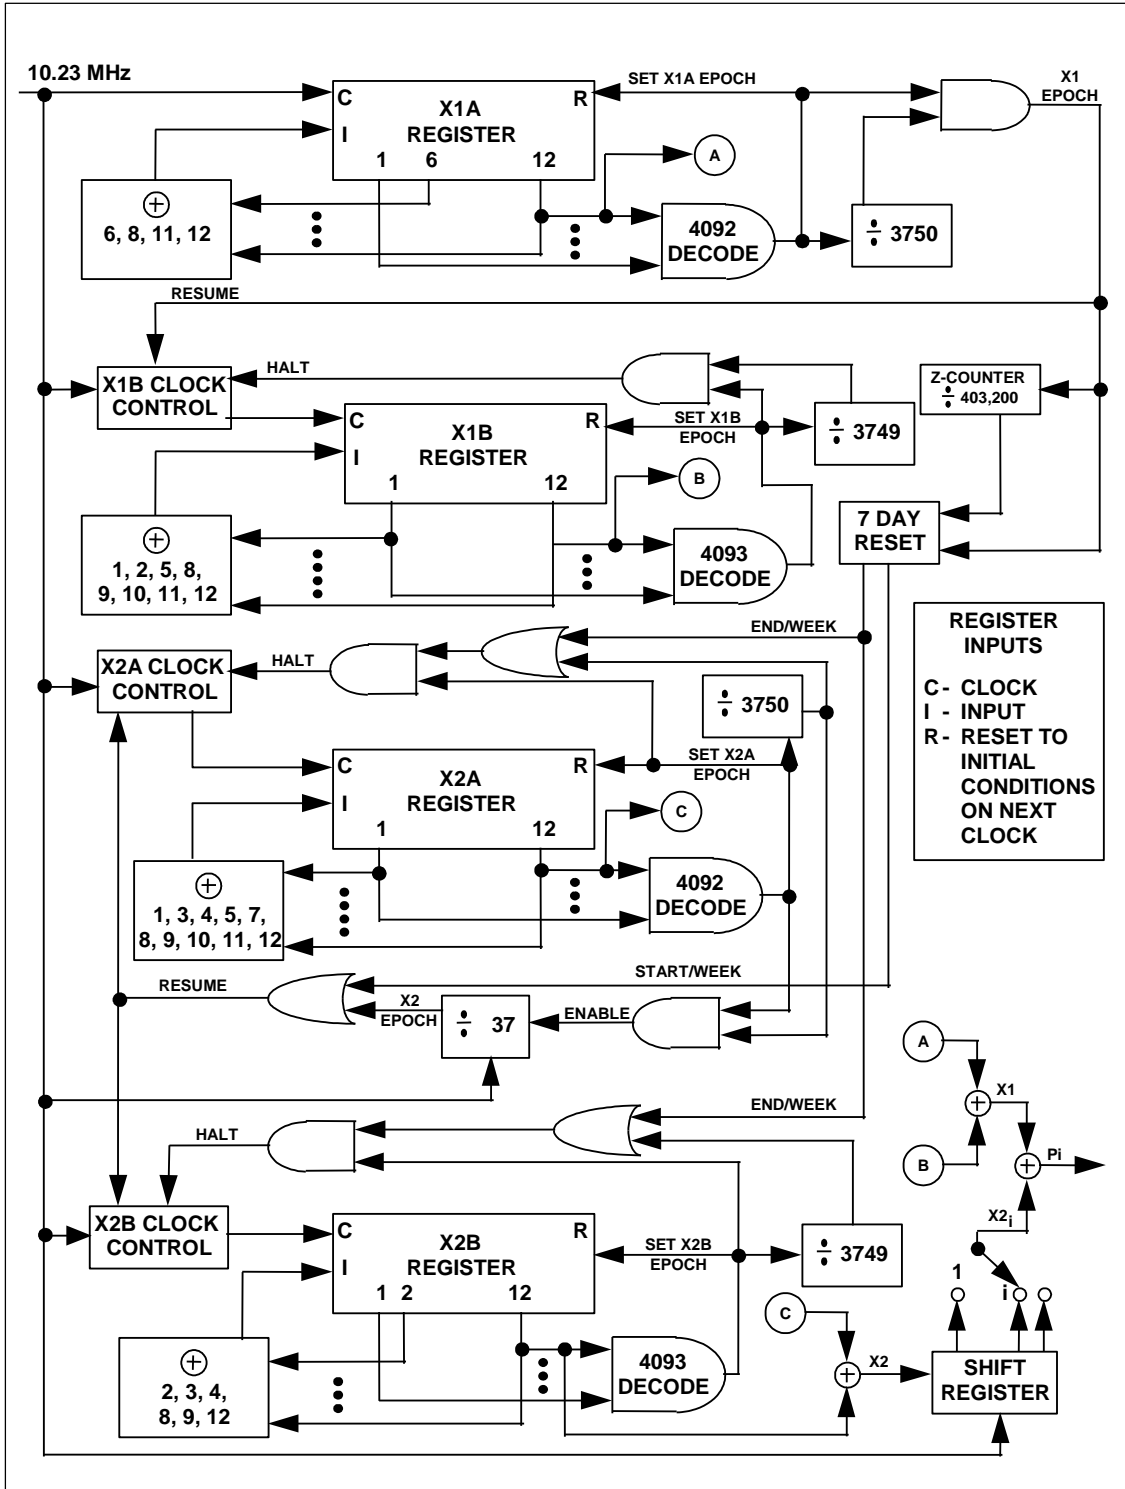 10.23 MHz
C
X1A
REGISTER
R
I
1 6 12
SET X1A EPOCH
X1
EPOCH
A
⊕
6, 8, 11, 12
4092
DECODE
÷ 3750
RESUME
X1B CLOCK
CONTROL
HALT
Z-COUNTER
÷ 403,200
C
X1B
REGISTER
R
I
1 12
SET X1B
EPOCH
÷ 3749
B
⊕
1, 2, 5, 8,
9, 10, 11, 12
4093
DECODE
7 DAY
RESET
END/WEEK
X2A CLOCK
CONTROL
HALT
÷ 3750
REGISTER
INPUTS
C - CLOCK
I - INPUT
R - RESET TO
INITIAL
CONDITIONS
ON NEXT
CLOCK
C
X2A
REGISTER
R
I
1 12
SET X2A
EPOCH
C
⊕
1, 3, 4, 5, 7,
8, 9, 10, 11, 12
4092
DECODE
START/WEEK
RESUME
X2
EPOCH
÷ 37
ENABLE
A
X1
B
Pi
X2i
END/WEEK
HALT
X2B CLOCK
CONTROL
C
X2B
REGISTER
R
I
1 2 12
SET X2B
EPOCH
÷ 3749
1
i
C
⊕
2, 3, 4,
8, 9, 12
4093
DECODE
X2
SHIFT
REGISTER